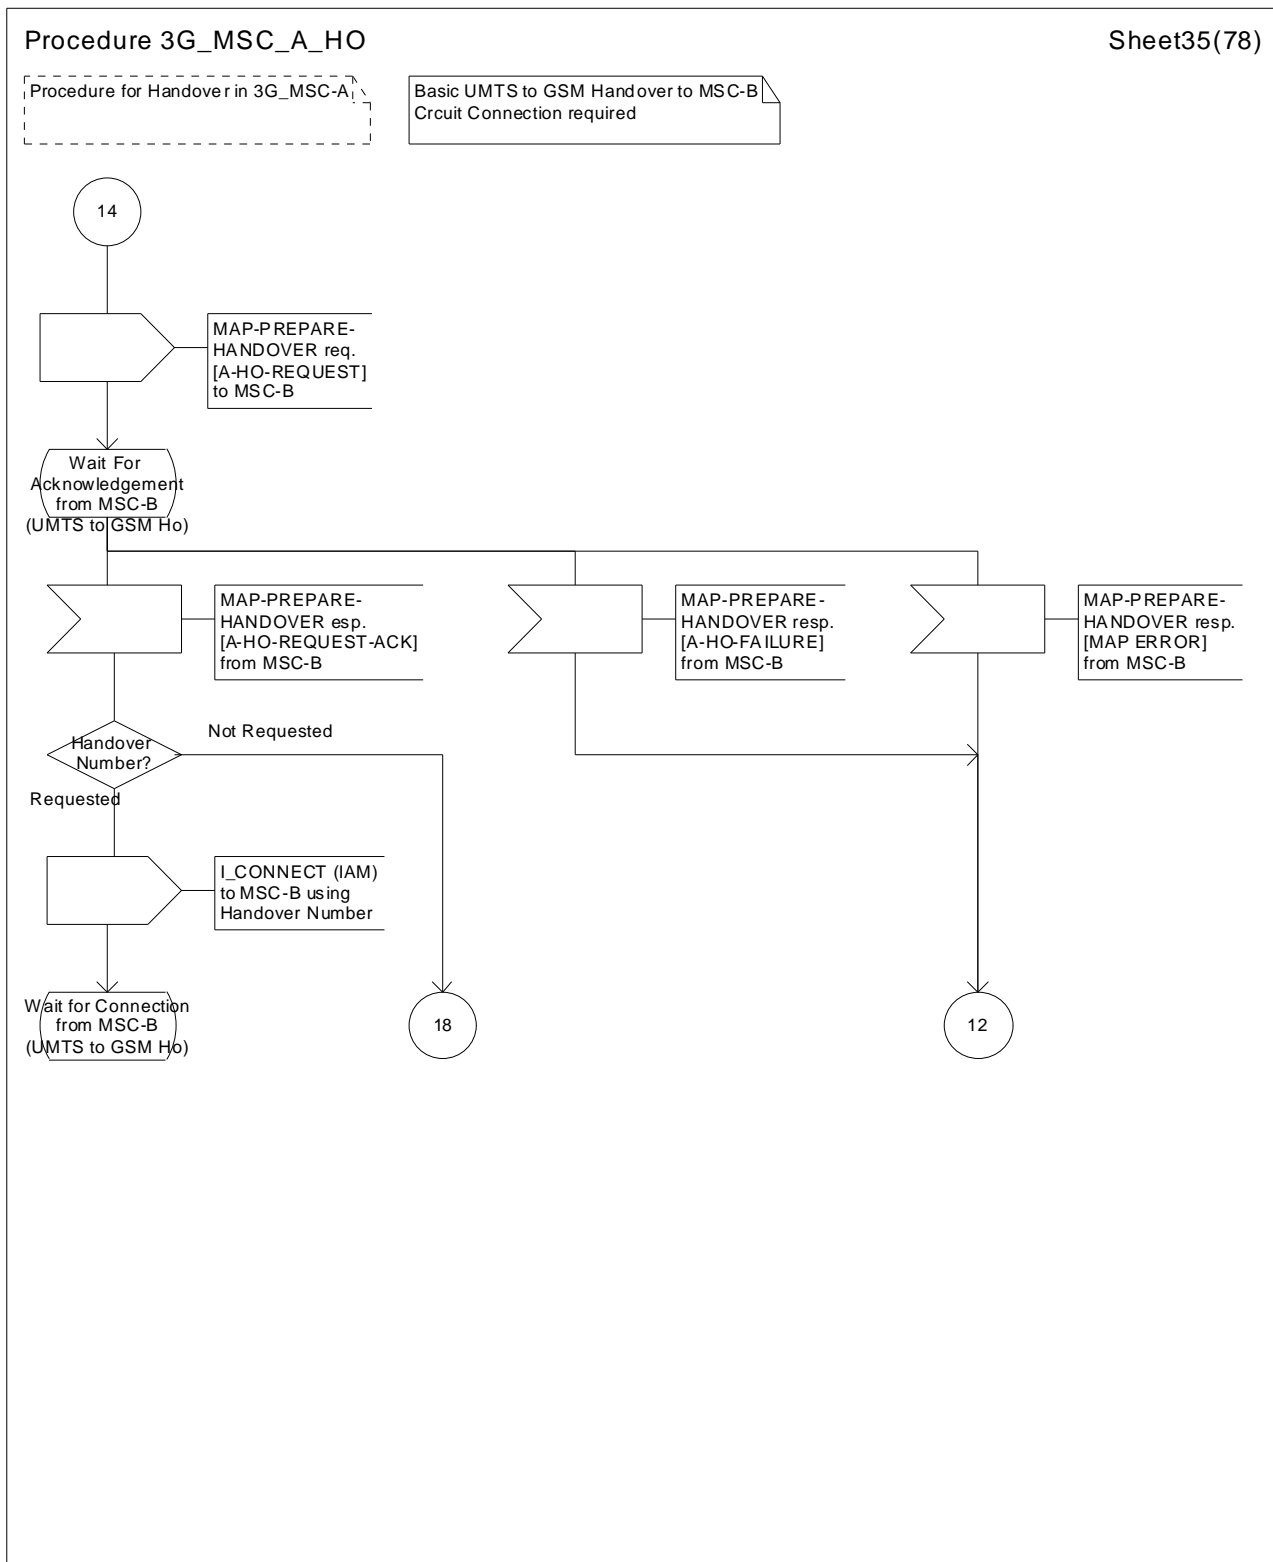 Procedure 3G_MSC_A_HO
Sheet35(78)
Procedure for Handover in 3G_MSC-A
Basic UMTS to GSM Handover to MSC-B
Crcuit Connection required
14
MAP-PREPARE-
HANDOVER req.
[A-HO-REQUEST]
to MSC-B
Wait For
Acknowledgement
from MSC-B
(UMTS to GSM Ho)
MAP-PREPARE-
HANDOVER esp.
[A-HO-REQUEST-ACK]
from MSC-B
MAP-PREPARE-
HANDOVER resp.
[A-HO-FAILURE]
from MSC-B
MAP-PREPARE-
HANDOVER resp.
[MAP ERROR]
from MSC-B
Handover
Number?
Not Requested
Requested
I_CONNECT (IAM)
to MSC-B using
Handover Number
Wait for Connection
from MSC-B
(UMTS to GSM Ho)
18
12